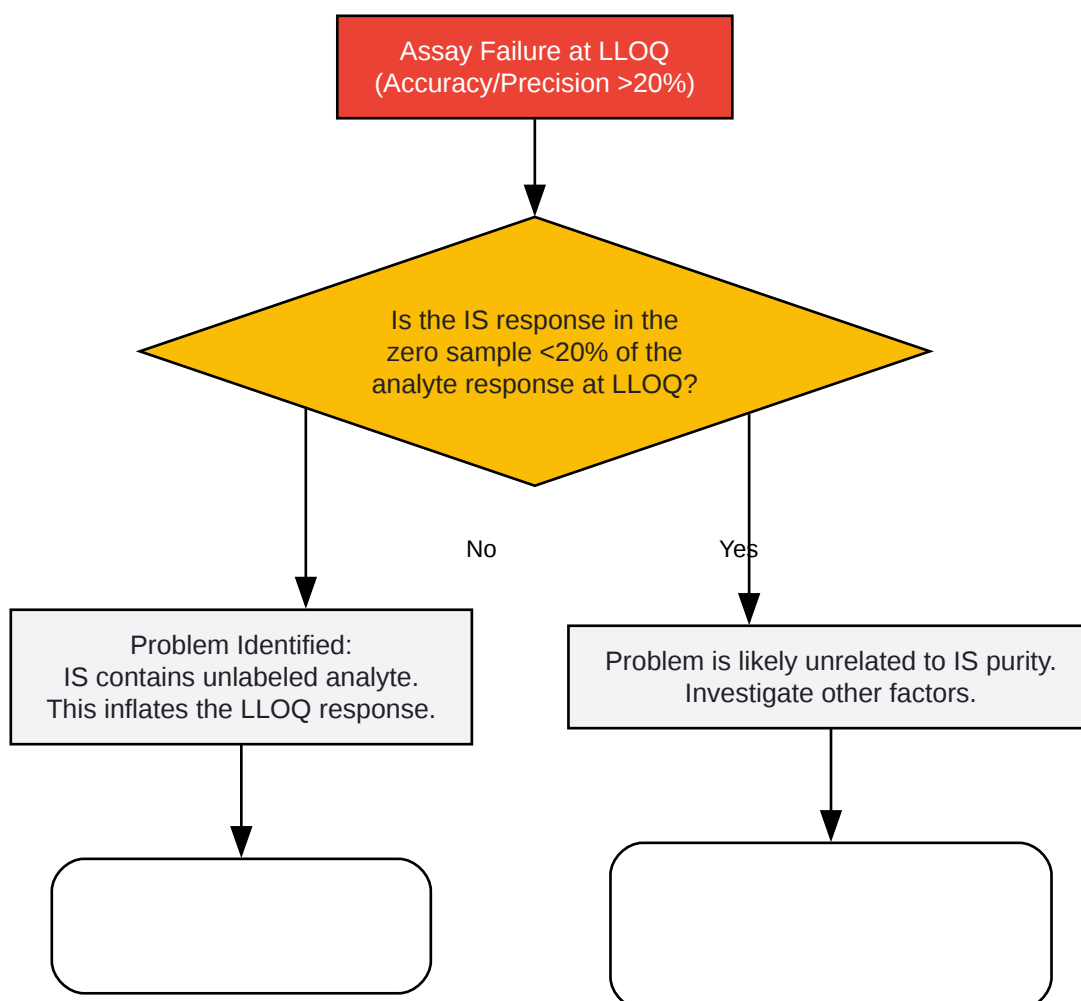 Assay Failure at LLOQ
(Accuracy/Precision >20%)
Is the IS response in the
zero sample <20% of the
analyte response at LLOQ?
No
Yes
Problem Identified:
IS contains unlabeled analyte.
This inflates the LLOQ response.
Problem is likely unrelated to IS purity.
Investigate other factors.